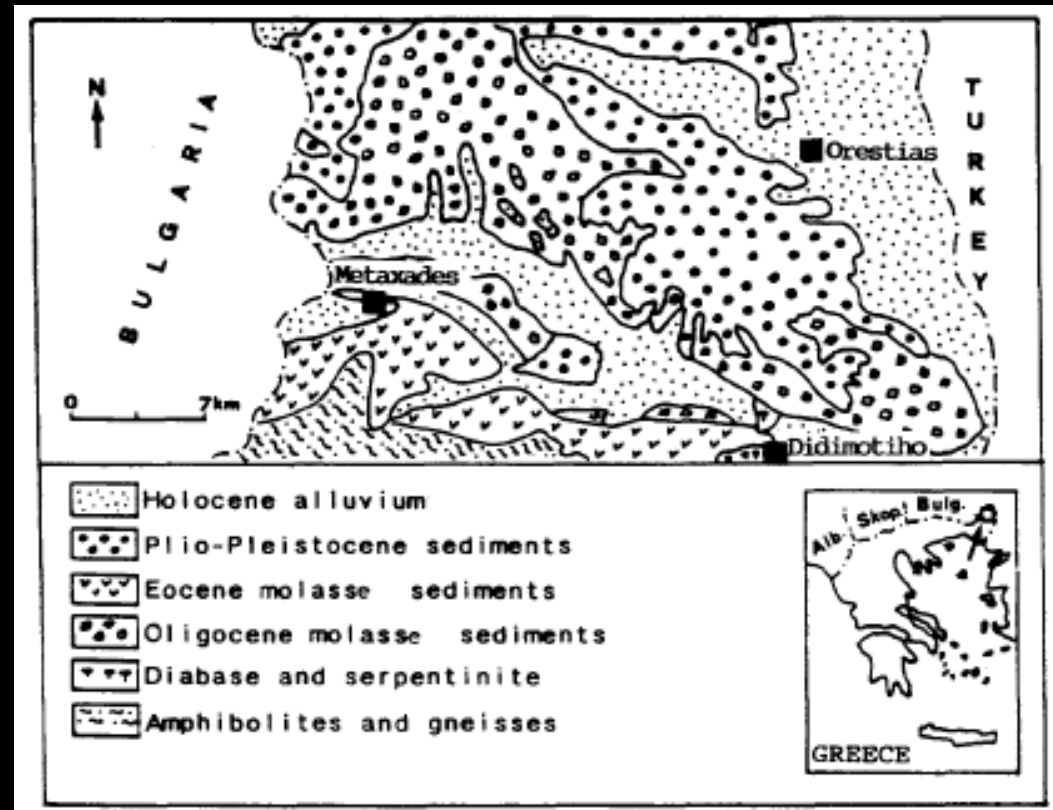 N
BULGARIA
TURKEY
Orestias
Metaxades
0 7km
Didimotiho
Holocene alluvium
Plio-Pleistocene sediments
Eocene molasse sediments
Oligocene molasse sediments
Diabase and serpentinite
Amphibolites and gneisses
Alb. Skop. Bulg.
GREECE